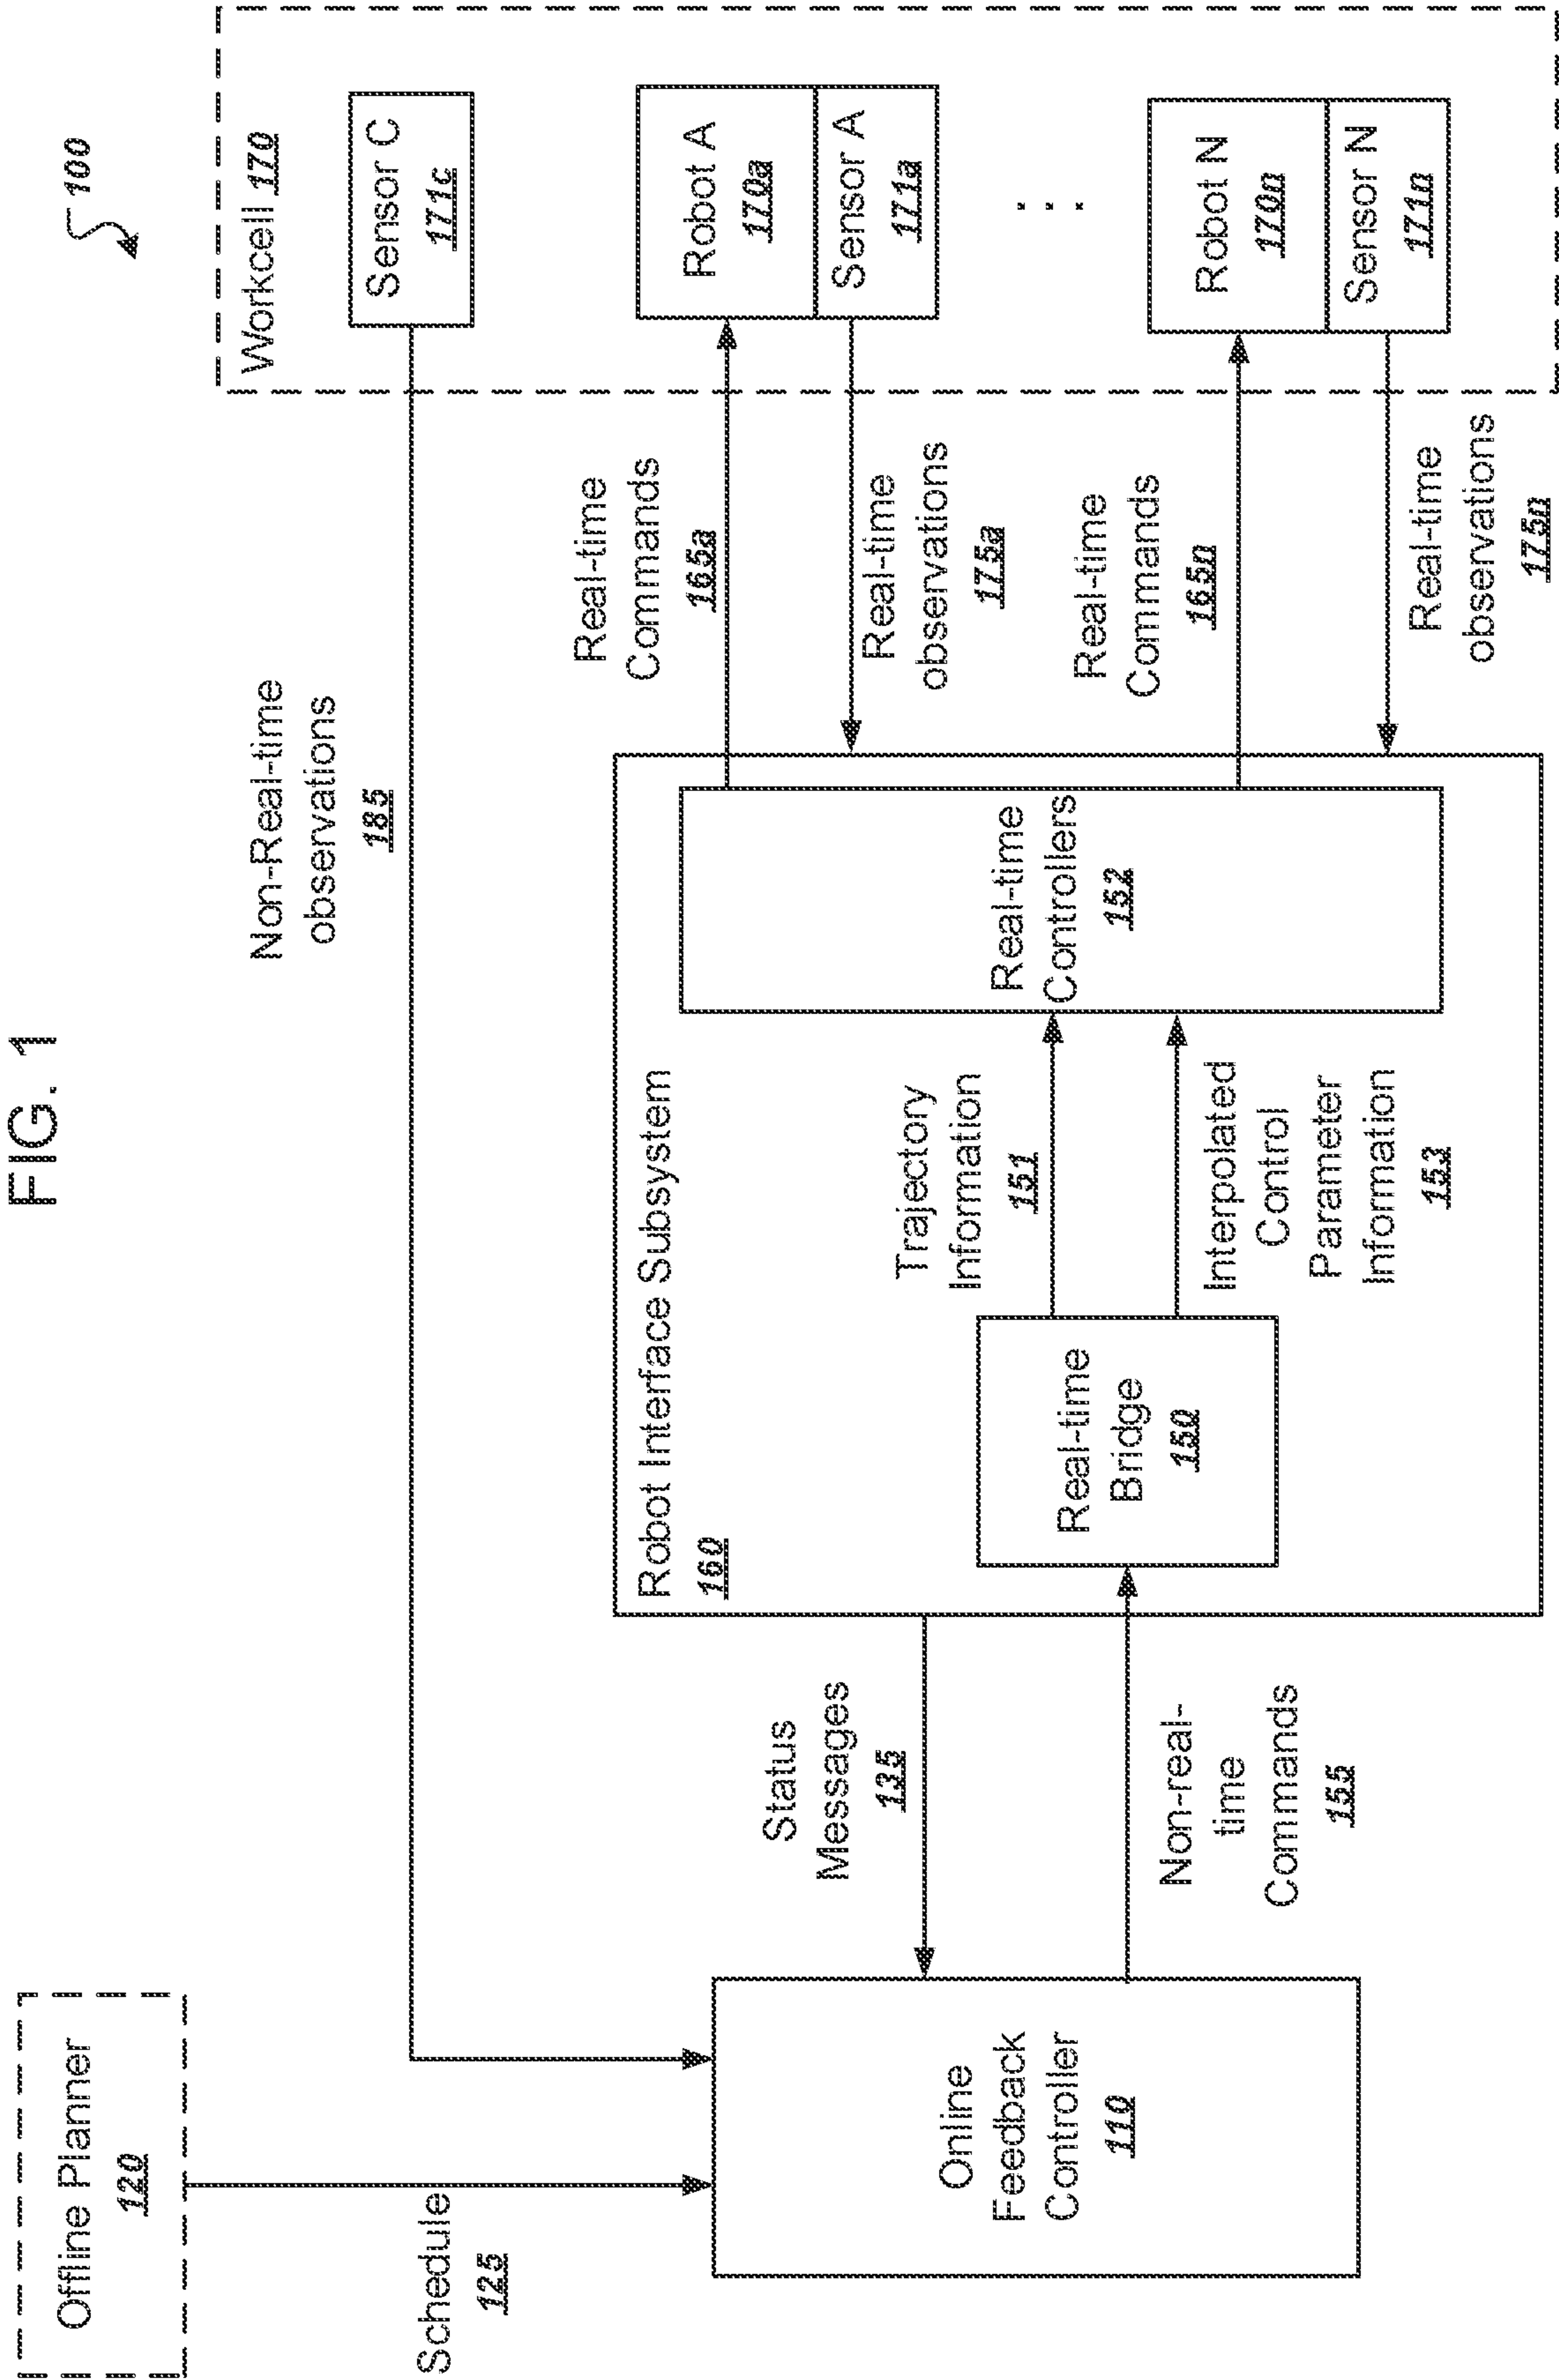 FIG. 1
100
Offline Planner
120
Schedule
125
Non-Real-time
observations
185
Workcell 170
Sensor C
171c
Robot A
170a
Sensor A
171a
. . .
Robot N
170n
Sensor N
171n
Real-time
Commands
165a
Real-time
observations
175a
Real-time
Commands
165n
Real-time
observations
175n
Robot Interface Subsystem
160
Real-time
Controllers
152
Trajectory
Information
151
Interpolated
Control
Parameter
Information
153
Real-time
Bridge
150
Status
Messages
135
Non-real-
time
Commands
155
Online
Feedback
Controller
110